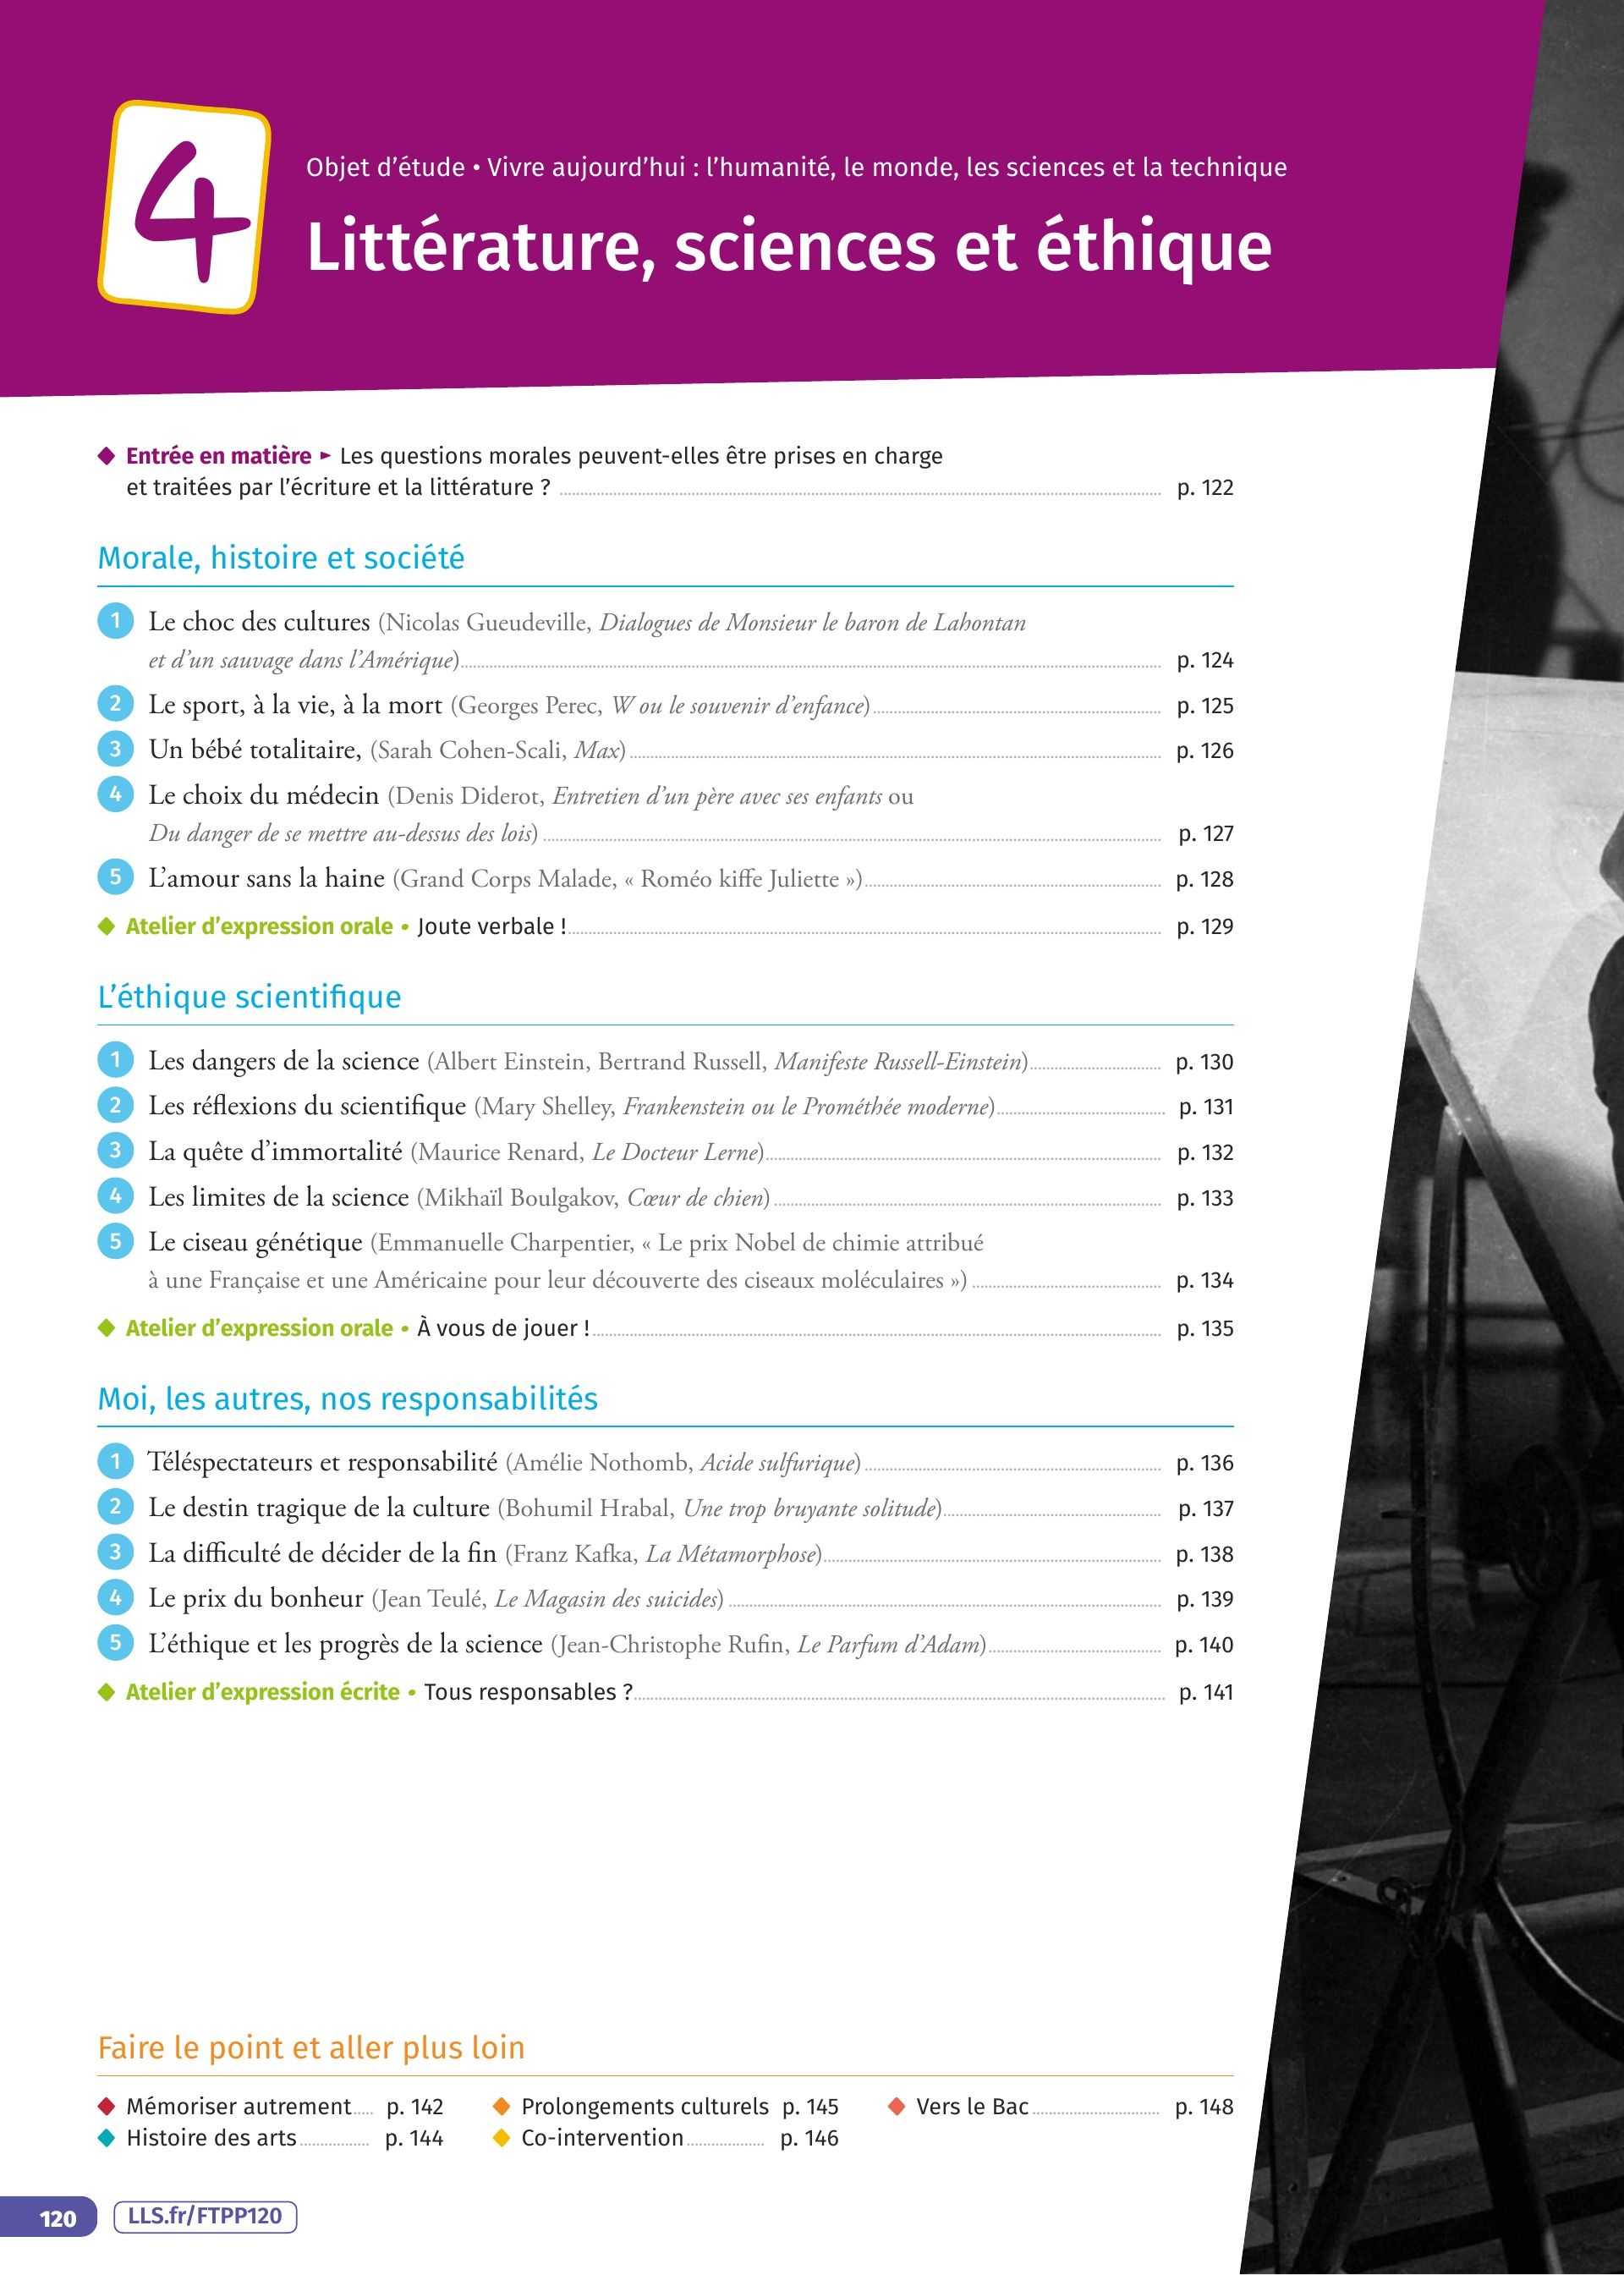 4
Objet d'étude • Vivre aujourd'hui : l'humanité, le monde, les sciences et la technique
Littérature, sciences et éthique
Entrée en matière ► Les questions morales peuvent-elles être prises en charge
et traitées par l'écriture et la littérature ? p. 122
Morale, histoire et société
1 Le choc des cultures (Nicolas Gueudeville, Dialogues de Monsieur le baron de Lahontan
et d'un sauvage dans l'Amérique) p. 124
2 Le sport, à la vie, à la mort (Georges Perec, W ou le souvenir d'enfance) p. 125
3 Un bébé totalitaire, (Sarah Cohen-Scali, Max) p. 126
4 Le choix du médecin (Denis Diderot, Entretien d'un père avec ses enfants ou
Du danger de se mettre au-dessus des lois) p. 127
5 L'amour sans la haine (Grand Corps Malade, « Roméo kiffe Juliette ») p. 128
Atelier d'expression orale • Joute verbale ! p. 129
L'éthique scientifique
1 Les dangers de la science (Albert Einstein, Bertrand Russell, Manifeste Russell-Einstein) p. 130
2 Les réflexions du scientifique (Mary Shelley, Frankenstein ou le Prométhée moderne) p. 131
3 La quête d'immortalité (Maurice Renard, Le Docteur Lerne) p. 132
4 Les limites de la science (Mikhaïl Boulgakov, Cœur de chien) p. 133
5 Le ciseau génétique (Emmanuelle Charpentier, « Le prix Nobel de chimie attribué
à une Française et une Américaine pour leur découverte des ciseaux moléculaires ») p. 134
Atelier d'expression orale • À vous de jouer ! p. 135
Moi, les autres, nos responsabilités
1 Téléspectateurs et responsabilité (Amélie Nothomb, Acide sulfurique) p. 136
2 Le destin tragique de la culture (Bohumil Hrabal, Une trop bruyante solitude) p. 137
3 La difficulté de décider de la fin (Franz Kafka, La Métamorphose) p. 138
4 Le prix du bonheur (Jean Teulé, Le Magasin des suicides) p. 139
5 L'éthique et les progrès de la science (Jean-Christophe Rufin, Le Parfum d'Adam) p. 140
Atelier d'expression écrite • Tous responsables ? p. 141
Faire le point et aller plus loin
Mémoriser autrement p. 142 Prolongements culturels p. 145 Vers le Bac p. 148
Histoire des arts p. 144 Co-intervention p. 146
120 LLS.fr/FTPP120